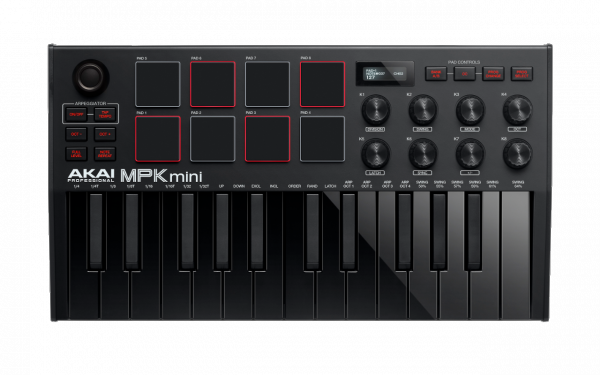 PAD 5 PAD 6 PAD 7 PAD 8
PAD CONTROLS
127
K1 K2 K3 K4
ARPEGGIATOR
ON/OFF TAP TEMPO
PAD 1 PAD 2 PAD 3 PAD 4
OCT - OCT +
K5 K6 K7 K8
FULL LEVEL NOTE REPEAT
AKAI
PROFESSIONAL
MPK mini
1/4 1/4T 1/8 1/8T 1/16 1/16T 1/32 1/32T UP DOWN EXCL INCL ORDER RAND LATCH ARP OCT 1 ARP OCT 2 ARP OCT 3 ARP OCT 4 SWING 50% SWING 55% SWING 57% SWING 59% SWING 61% SWING 64%